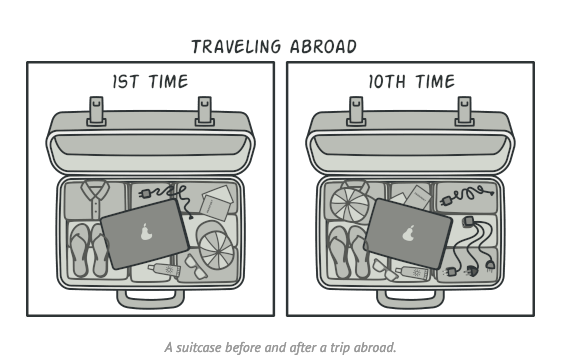 TRAVELING ABROAD
1ST TIME
10TH TIME
A suitcase before and after a trip abroad.